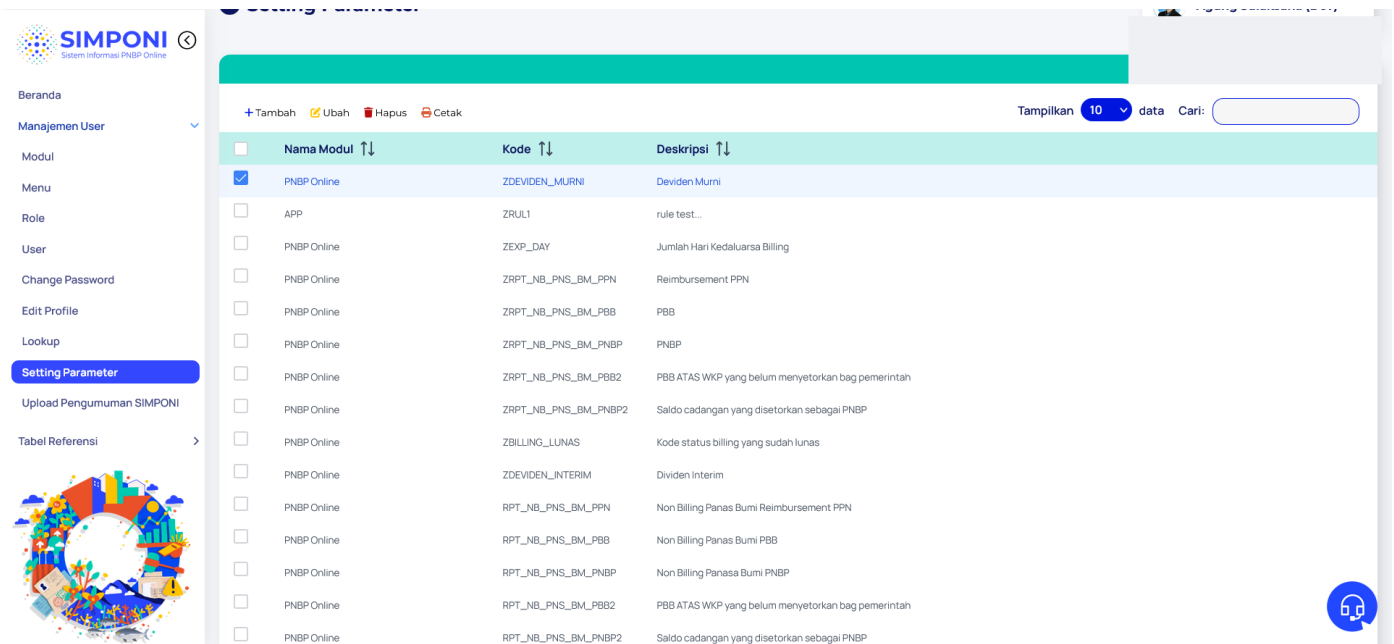 Setting Parameter
SIMPONI
Sistem Informasi PNBP Online
Beranda
Manajemen User
Modul
Menu
Role
User
Change Password
Edit Profile
Lookup
Setting Parameter
Upload Pengumuman SIMPONI
Tabel Referensi
Tambah Ubah Hapus Cetak
Tampilkan 10 data Cari:
Nama Modul Kode Deskripsi
PNBP Online ZDEVIDEN_MURNI Deviden Murni
APP ZRUL1 rule test...
PNBP Online ZEXP_DAY Jumlah Hari Kedaluarsa Billing
PNBP Online ZRPT_NB_PNS_BM_PPN Reimbursement PPN
PNBP Online ZRPT_NB_PNS_BM_PBB PBB
PNBP Online ZRPT_NB_PNS_BM_PNBP PNBP
PNBP Online ZRPT_NB_PNS_BM_PBB2 PBB ATAS WKP yang belum menyetorkan bag pemerintah
PNBP Online ZRPT_NB_PNS_BM_PNBP2 Saldo cadangan yang disetorkan sebagai PNBP
PNBP Online ZBILLING_LUNAS Kode status billing yang sudah lunas
PNBP Online ZDEVIDEN_INTERIM Dividen Interim
PNBP Online RPT_NB_PNS_BM_PPN Non Billing Panas Bumi Reimbursement PPN
PNBP Online RPT_NB_PNS_BM_PBB Non Billing Panas Bumi PBB
PNBP Online RPT_NB_PNS_BM_PNBP Non Billing Panasa Bumi PNBP
PNBP Online RPT_NB_PNS_BM_PBB2 PBB ATAS WKP yang belum menyetorkan bag pemerintah
PNBP Online RPT_NB_PNS_BM_PNBP2 Saldo cadangan yang disetorkan sebagai PNBP